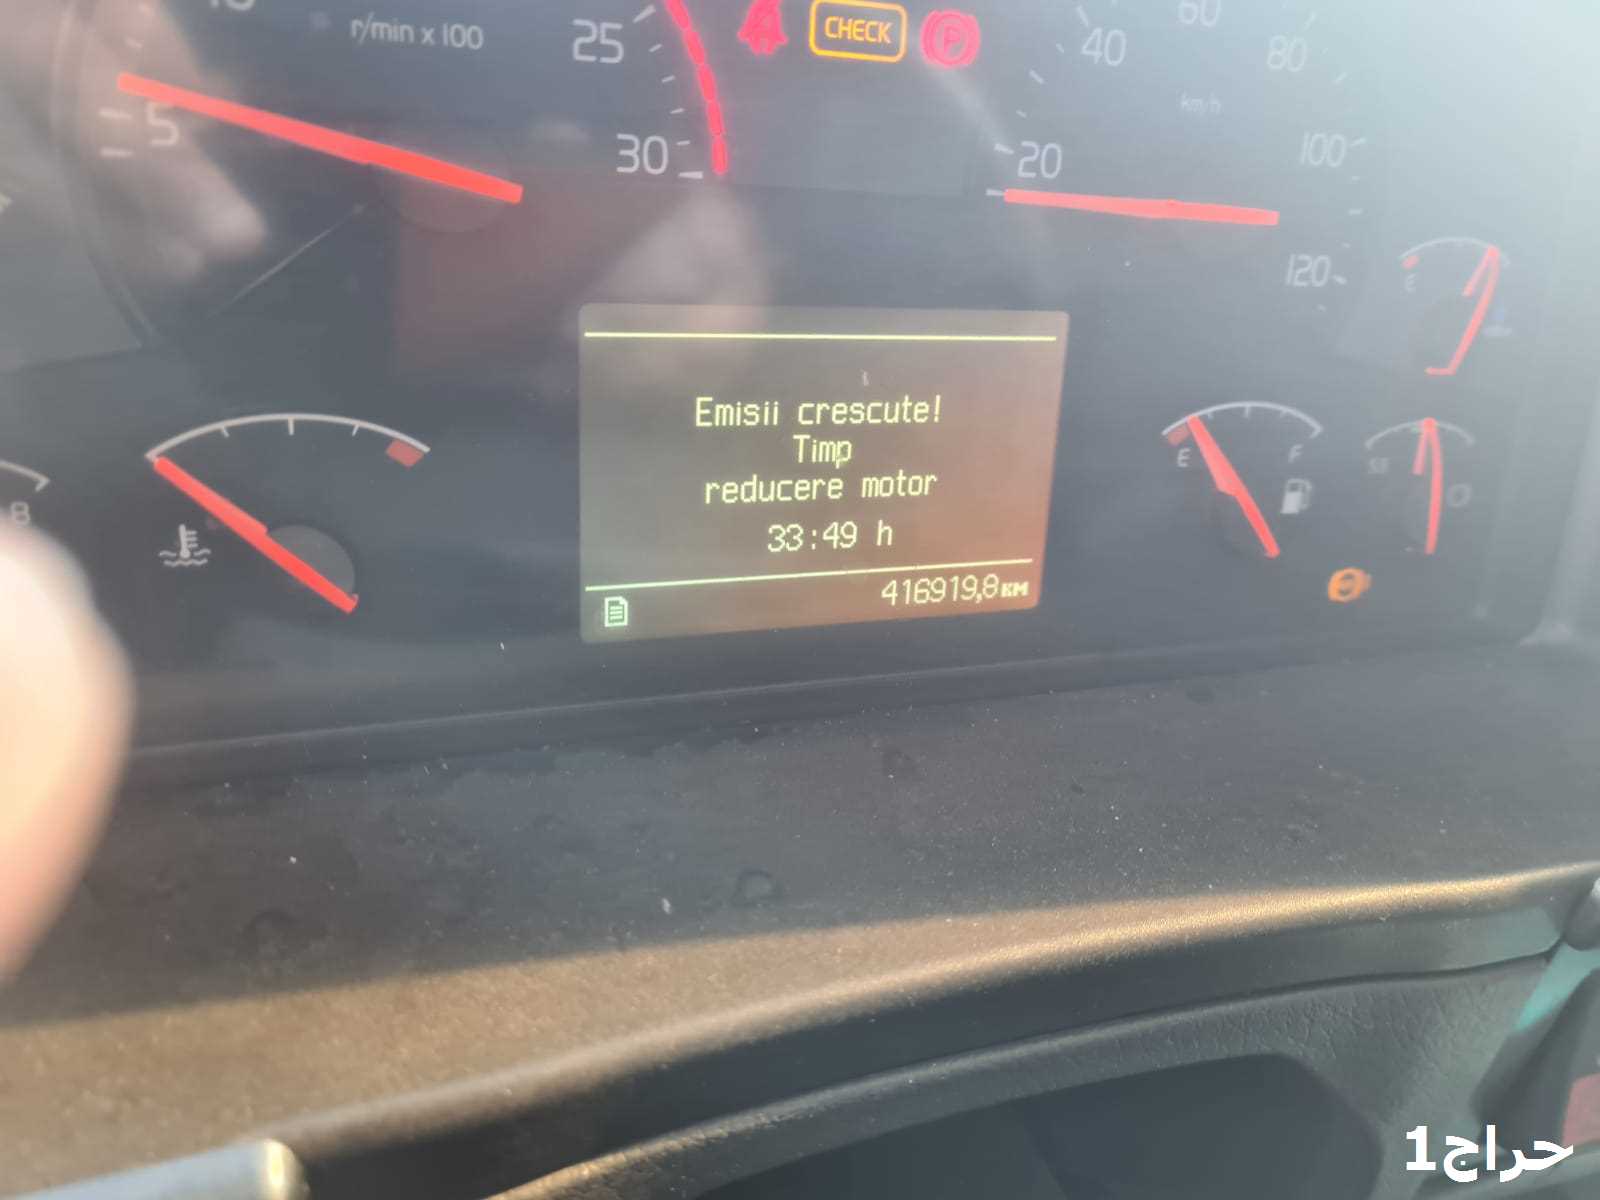 r/min x 100
5
25
30
CHECK
P
20
40
60
80
100
120
km/h
E
E
F
B
Emisii crescute!
Timp
reducere motor
33:49 h
416919,8км
حراج1